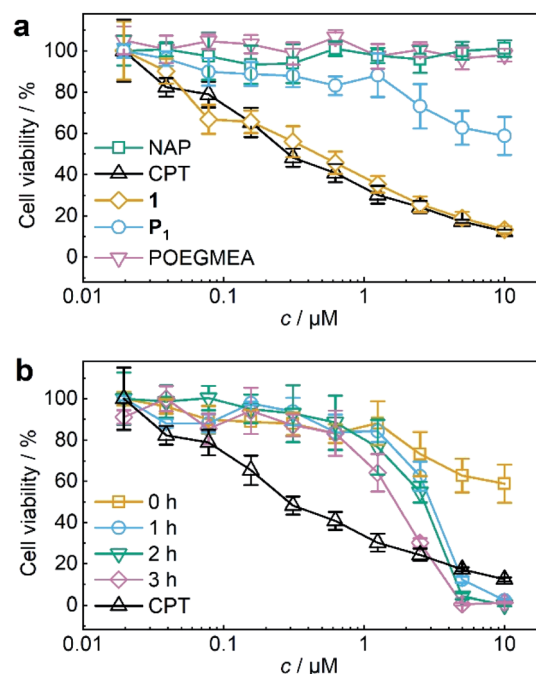 a
Cell viability / %
100
80
60
40
20
0
NAP
CPT
1
P1
POEGMEA
0.01
0.1
1
10
c / µM
b
Cell viability / %
100
80
60
40
20
0
0 h
1 h
2 h
3 h
CPT
0.01
0.1
1
10
c / µM